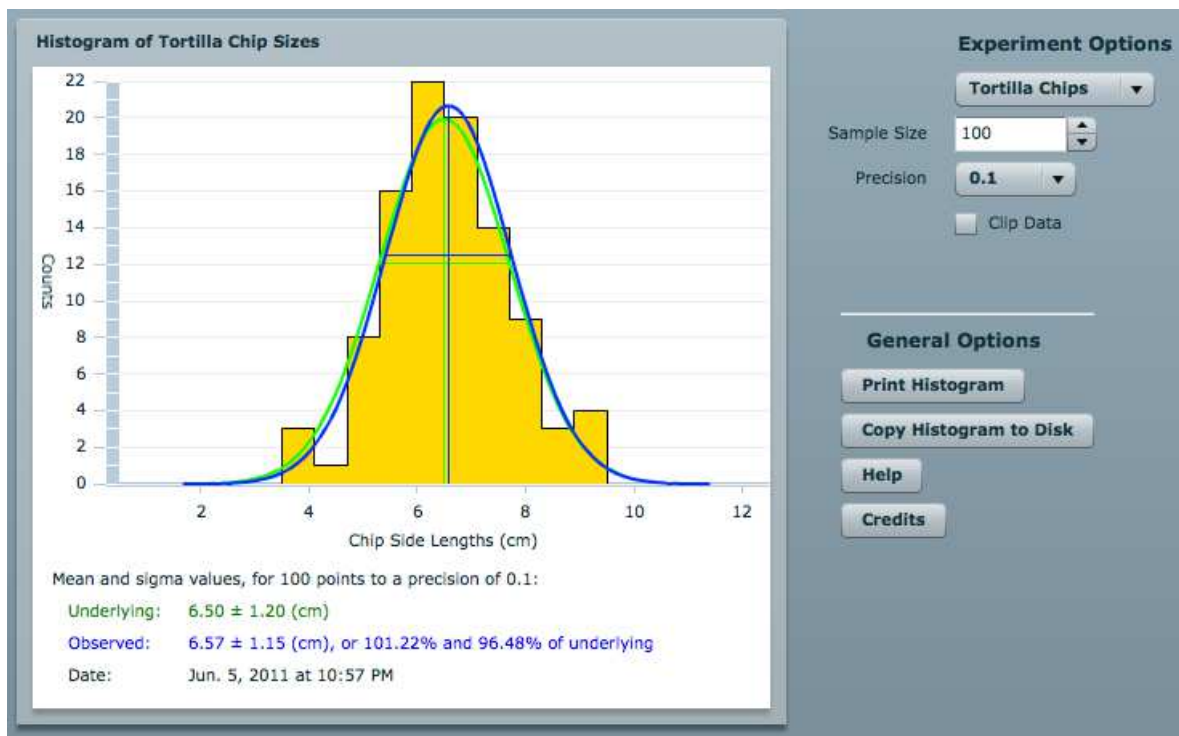 Histogram of Tortilla Chip Sizes
22
20
18
16
14
12
10
8
6
4
2
0
Counts
2 4 6 8 10 12
Chip Side Lengths (cm)
Mean and sigma values, for 100 points to a precision of 0.1:
Underlying: 6.50 ± 1.20 (cm)
Observed: 6.57 ± 1.15 (cm), or 101.22% and 96.48% of underlying
Date: Jun. 5, 2011 at 10:57 PM
Experiment Options
Tortilla Chips
Sample Size 100
Precision 0.1
Clip Data
General Options
Print Histogram
Copy Histogram to Disk
Help
Credits